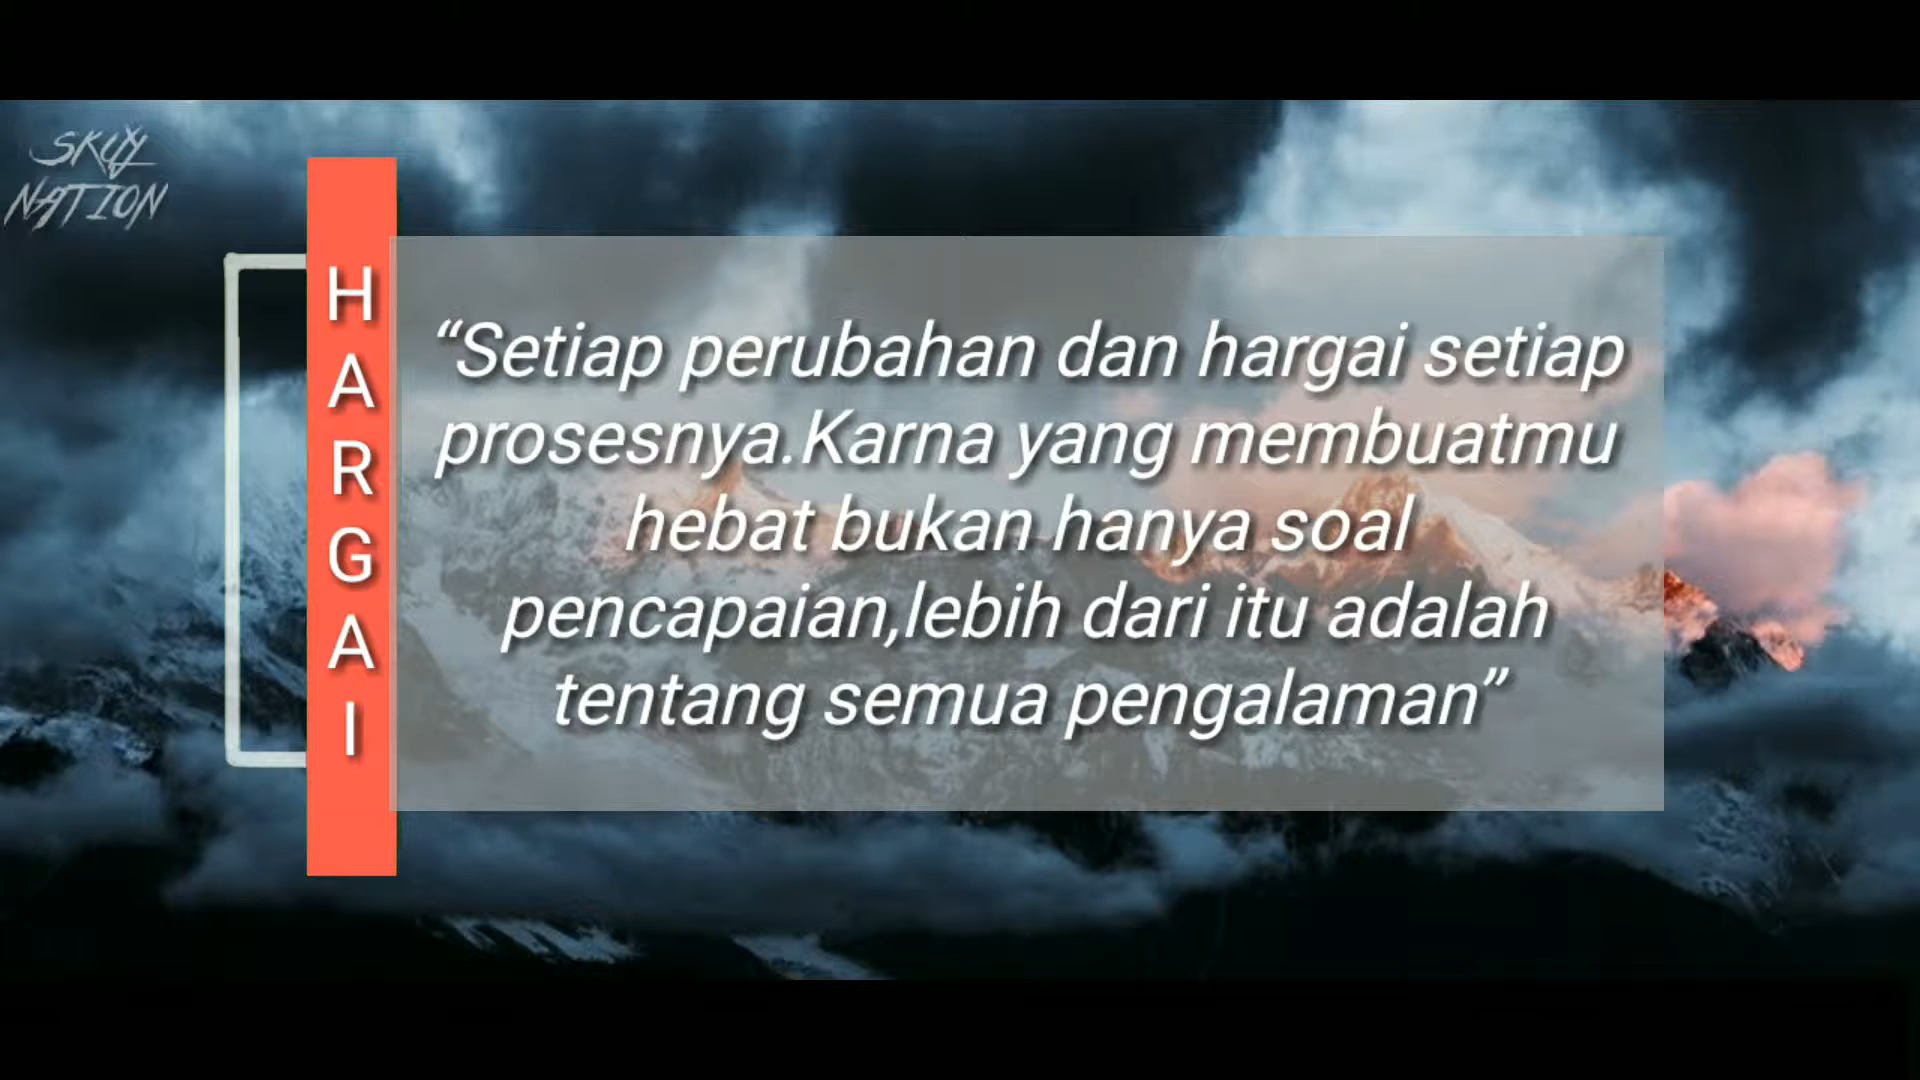 SKUY
NATION
HARGAI
“Setiap perubahan dan hargai setiap
prosesnya.Karna yang membuatmu
hebat bukan hanya soal
pencapaian,lebih dari itu adalah
tentang semua pengalaman”